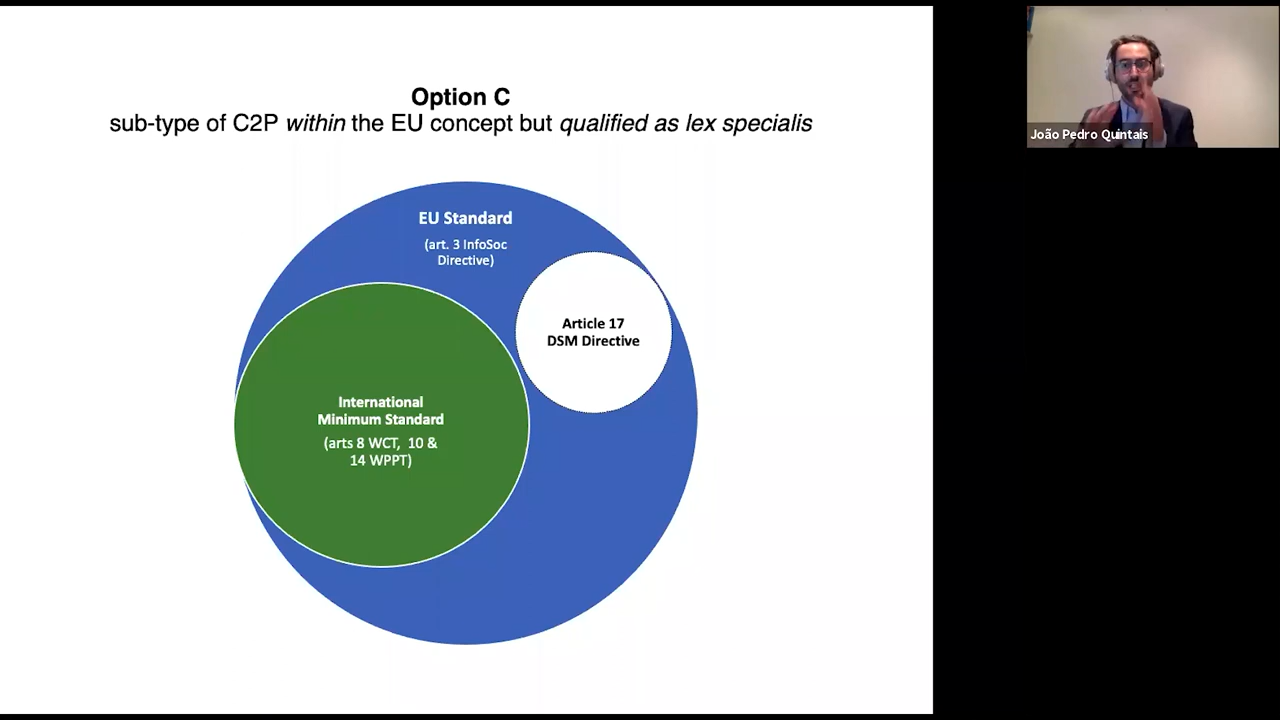 Option C
sub-type of C2P within the EU concept but qualified as lex specialis
EU Standard
(art. 3 InfoSoc
Directive)
Article 17
DSM Directive
International
Minimum Standard
(arts 8 WCT, 10 &
14 WPPT)
João Pedro Quintais